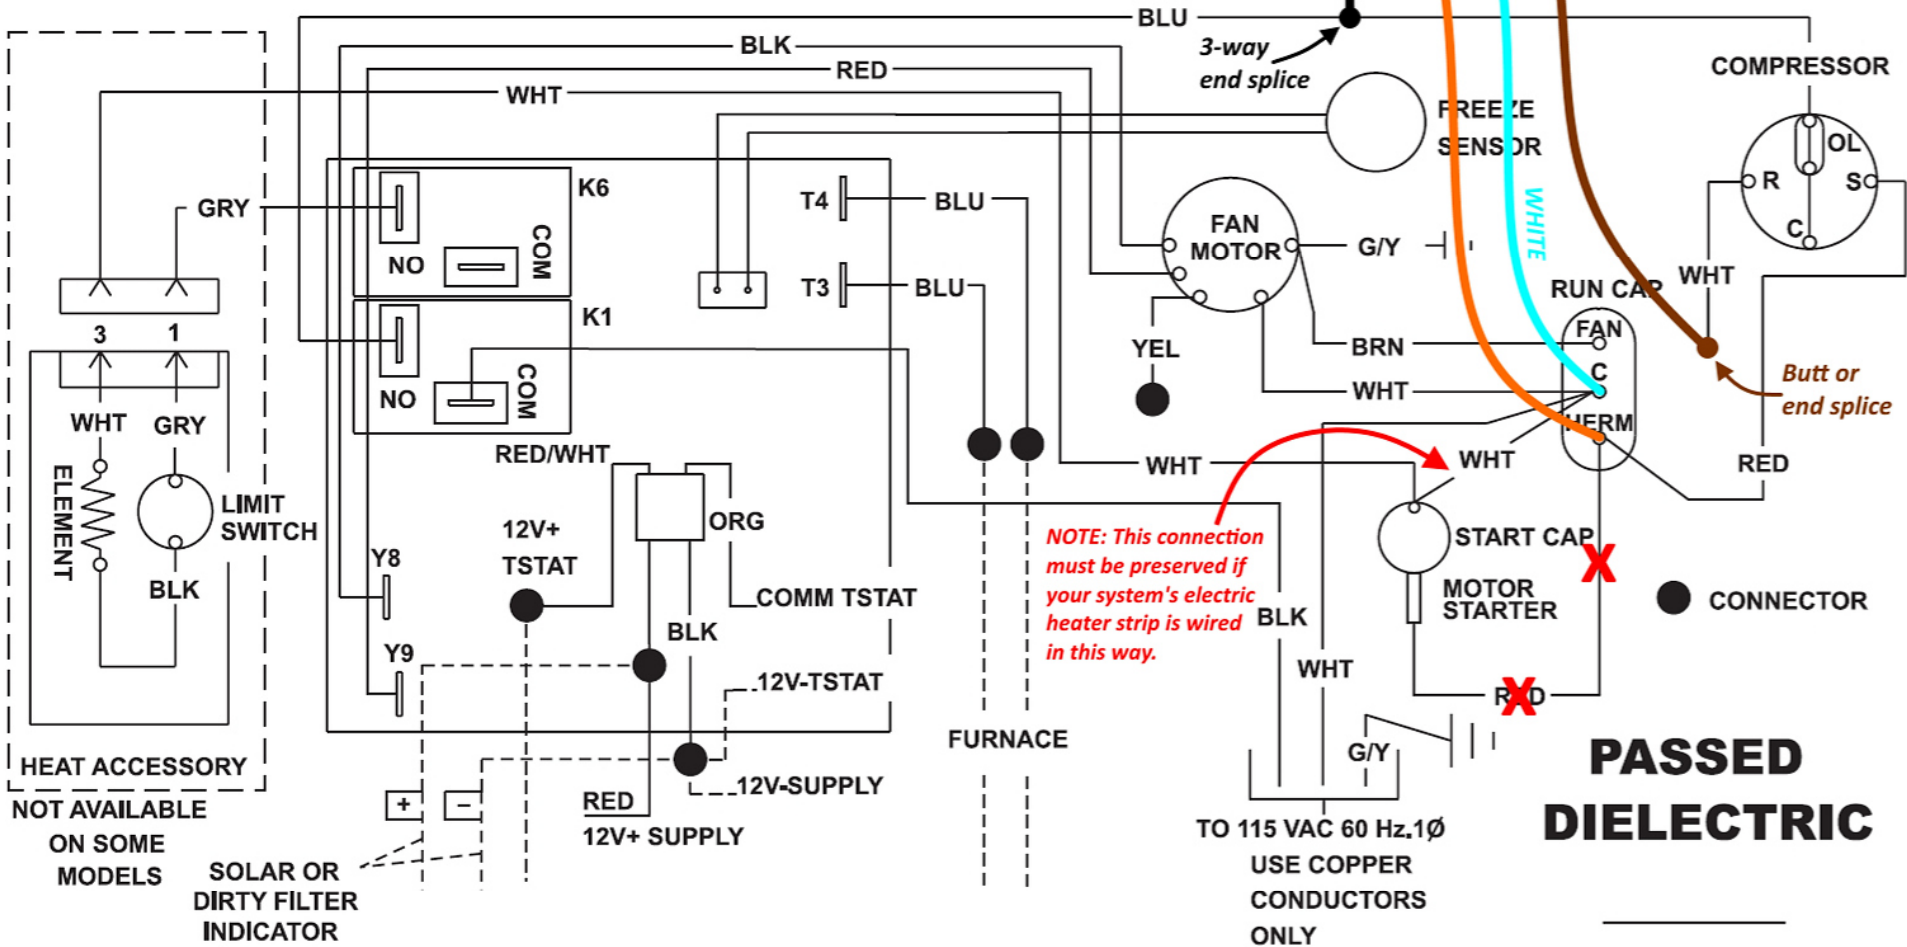 BLU
BLK
RED
WHT
3-way
end splice
COMPRESSOR
FREEZE
SENSOR
OL
R
S
C
GRY
K6
NO
COM
T4
BLU
FAN
MOTOR
G/Y
WHITE
WHT
T3
BLU
RUN CAP
FAN
K1
3
1
NO
COM
YEL
BRN
C
WHT
Butt or
end splice
WHT
GRY
HERM
RED/WHT
WHT
WHT
RED
ELEMENT
LIMIT
SWITCH
12V+
TSTAT
ORG
NOTE: This connection
must be preserved if
your system's electric
heater strip is wired
in this way.
START CAP
X
Y8
BLK
COMM TSTAT
MOTOR
STARTER
CONNECTOR
BLK
BLK
Y9
WHT
12V-TSTAT
RED
X
FURNACE
G/Y
HEAT ACCESSORY
NOT AVAILABLE
ON SOME
MODELS
+
−
12V-SUPPLY
RED
12V+ SUPPLY
SOLAR OR
DIRTY FILTER
INDICATOR
TO 115 VAC 60 Hz.1Ø
USE COPPER
CONDUCTORS
ONLY
PASSED
DIELECTRIC